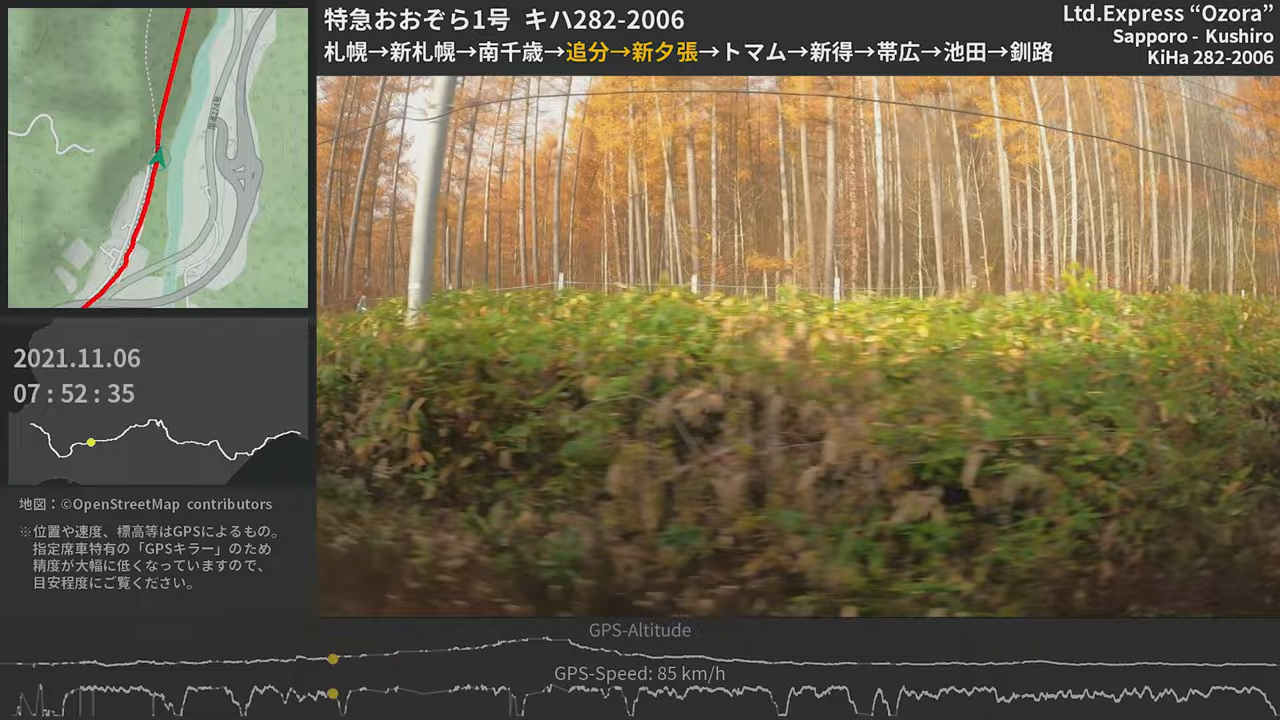 特急おおぞら1号 キハ282-2006
札幌→新札幌→南千歳→追分→新夕張→トマム→新得→帯広→池田→釧路
Ltd.Express “Ozora”
Sapporo - Kushiro
KiHa 282-2006
2021.11.06
07 : 52 : 35
地図：©OpenStreetMap contributors
※位置や速度、標高等はGPSによるもの。
指定席車特有の「GPSキラー」のため
精度が大幅に低くなっていますので、
目安程度にご覧ください。
GPS-Altitude
GPS-Speed: 85 km/h